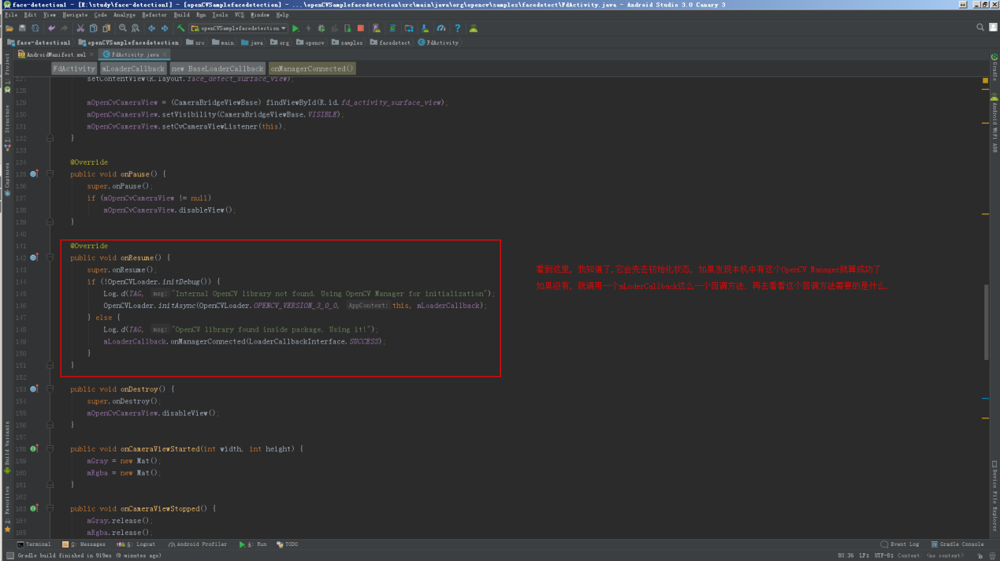 face-detection1] - [E:\study\face-detection1] - [openCVSamplefacedetection] - ...\openCVSamplefacedetection\src\main\java\org\opencv\samples\facedetect\FdActivity.java - Android Studio 3.0 Canary 3
File Edit View Navigate Code Analyze Refactor Build Run Tools VCS Window Help
openCVSamplefacedetection
face-detection1 openCVSamplefacedetection src main java org opencv samples facedetect FdActivity
AndroidManifest.xml FdActivity.java
FdActivity mLoaderCallback new BaseLoaderCallback onManagerConnected()
127 setContentView(R.layout.face_detect_surface_view);
128
129 mOpenCvCameraView = (CameraBridgeViewBase) findViewById(R.id.fd_activity_surface_view);
130 mOpenCvCameraView.setVisibility(CameraBridgeViewBase.VISIBLE);
131 mOpenCvCameraView.setCvCameraViewListener(this);
132 }
133
134 @Override
135 public void onPause() {
136 super.onPause();
137 if (mOpenCvCameraView != null)
138 mOpenCvCameraView.disableView();
139 }
140
141 @Override
142 public void onResume() {
143 super.onResume();
144 if (!OpenCVLoader.initDebug()) {
145 Log.d(TAG, msg: "Internal OpenCV library not found. Using OpenCV Manager for initialization");
146 OpenCVLoader.initAsync(OpenCVLoader.OPENCV_VERSION_3_0_0, AppContext: this, mLoaderCallback);
147 } else {
148 Log.d(TAG, msg: "OpenCV library found inside package. Using it!");
149 mLoaderCallback.onManagerConnected(LoaderCallbackInterface.SUCCESS);
150 }
151 }
152
153 public void onDestroy() {
154 super.onDestroy();
155 mOpenCvCameraView.disableView();
156 }
157
158 public void onCameraViewStarted(int width, int height) {
159 mGray = new Mat();
160 mRgba = new Mat();
161 }
162
163 public void onCameraViewStopped() {
164 mGray.release();
165 mRgba.release();
看到这里, 我知道了,它会先去初始化状态, 如果发现本机中有这个OpenCV Manager就算成功了
如果没有, 就调用一个mLoderCallback这么一个回调方法. 再去看看这个回调方法需要的是什么.
1: Project
Structure
Captures
Build Variants
2: Favorites
Gradle
Android WiFi ADB
Device File Explorer
Terminal 0: Messages 6: Logcat Android Profiler 4: Run TODO Event Log Gradle Console
Gradle build finished in 919ms (9 minutes ago) 80:36 LF÷ UTF-8÷ Context: <no context>